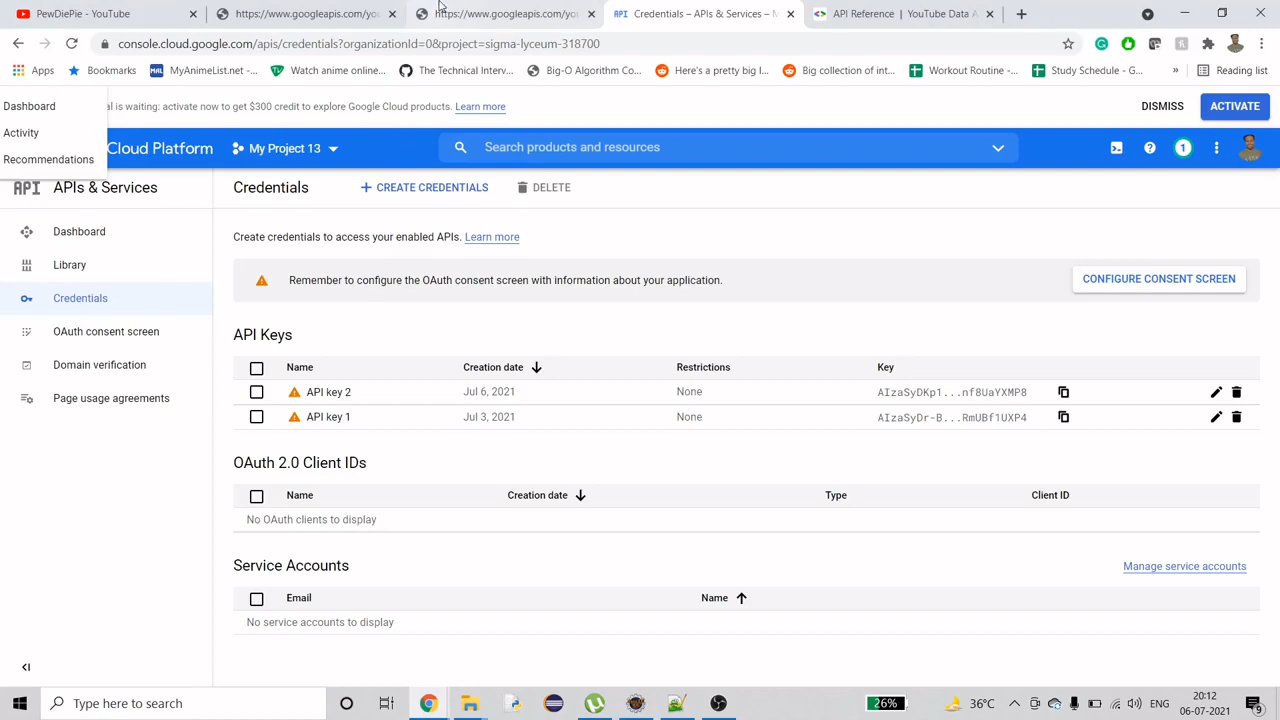 PewDiePie - YouTube
https://www.googleapis.com/you
https://www.googleapis.com/you
API Credentials – APIs & Services – M
API Reference | YouTube Data A
console.cloud.google.com/apis/credentials?organizationId=0&project=sigma-lyceum-318700
Apps
Bookmarks
MAL MyAnimeList.net -...
Watch anime online...
The Technical Interv...
Big-O Algorithm Co...
Here's a pretty big l...
Big collection of int...
Workout Routine -...
Study Schedule - G...
»
Reading list
Dashboard
Activity
Recommendations
al is waiting: activate now to get $300 credit to explore Google Cloud products. Learn more
DISMISS
ACTIVATE
Cloud Platform
My Project 13
Search products and resources
1
API APIs & Services
Credentials
+ CREATE CREDENTIALS
DELETE
Dashboard
Library
Credentials
OAuth consent screen
Domain verification
Page usage agreements
Create credentials to access your enabled APIs. Learn more
Remember to configure the OAuth consent screen with information about your application.
CONFIGURE CONSENT SCREEN
API Keys
Name Creation date Restrictions Key
API key 2 Jul 6, 2021 None AIzaSyDKp1...nf8UaYXMP8
API key 1 Jul 3, 2021 None AIzaSyDr-B...RmUBf1UXP4
OAuth 2.0 Client IDs
Name Creation date Type Client ID
No OAuth clients to display
Service Accounts
Manage service accounts
Email Name
No service accounts to display
Type here to search
26%
36°C
ENG
20:12
06-07-2021
9